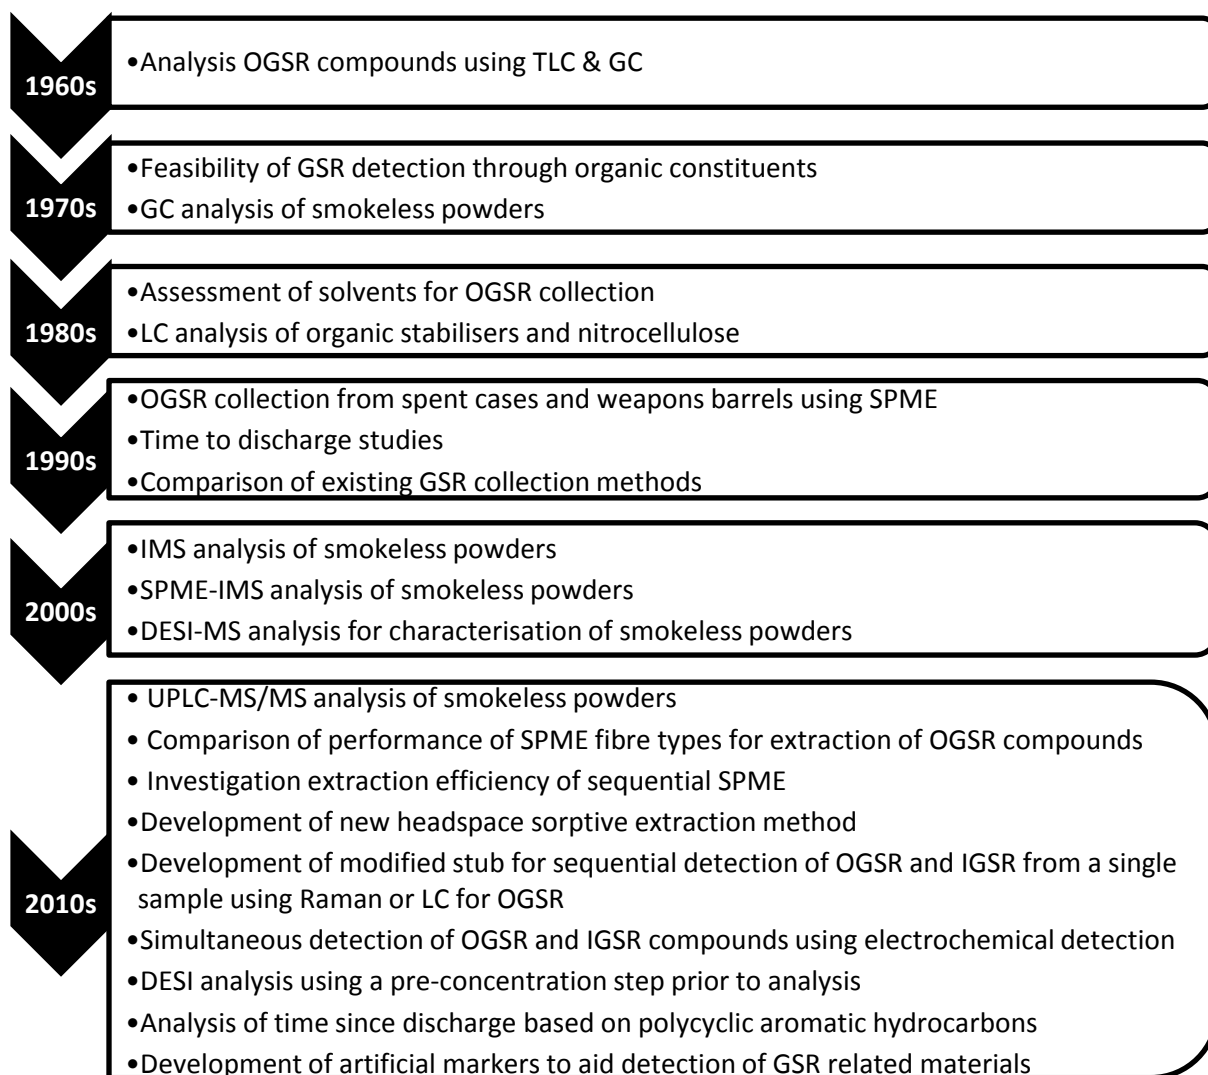 1960s
•Analysis OGSR compounds using TLC & GC
1970s
•Feasibility of GSR detection through organic constituents
•GC analysis of smokeless powders
1980s
•Assessment of solvents for OGSR collection
•LC analysis of organic stabilisers and nitrocellulose
1990s
•OGSR collection from spent cases and weapons barrels using SPME
•Time to discharge studies
•Comparison of existing GSR collection methods
2000s
•IMS analysis of smokeless powders
•SPME-IMS analysis of smokeless powders
•DESI-MS analysis for characterisation of smokeless powders
2010s
• UPLC-MS/MS analysis of smokeless powders
• Comparison of performance of SPME fibre types for extraction of OGSR compounds
• Investigation extraction efficiency of sequential SPME
•Development of new headspace sorptive extraction method
•Development of modified stub for sequential detection of OGSR and IGSR from a single
sample using Raman or LC for OGSR
•Simultaneous detection of OGSR and IGSR compounds using electrochemical detection
•DESI analysis using a pre-concentration step prior to analysis
•Analysis of time since discharge based on polycyclic aromatic hydrocarbons
•Development of artificial markers to aid detection of GSR related materials